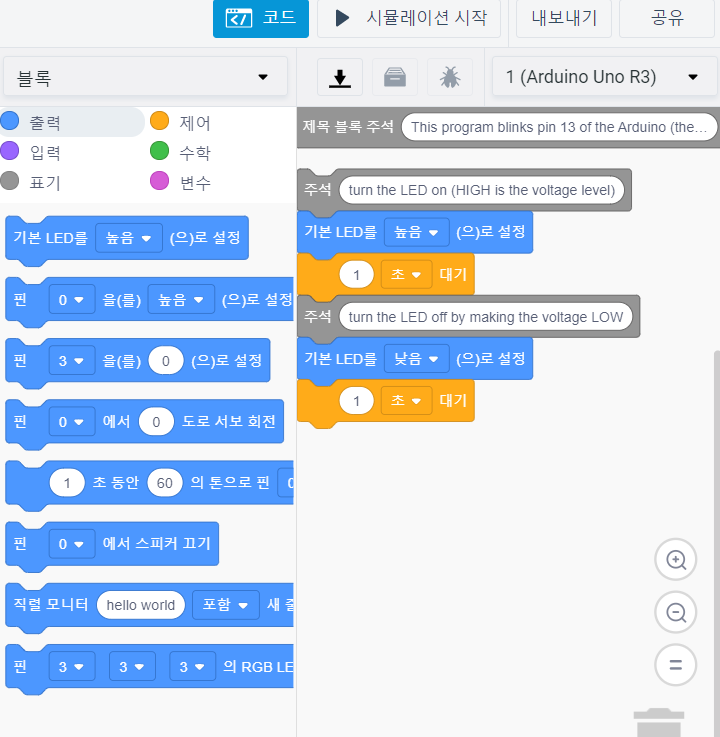 코드 시뮬레이션 시작 내보내기 공유
블록 1 (Arduino Uno R3)
출력 제어
입력 수학
표기 변수
기본 LED를 높음 (으)로 설정
핀 0 을(를) 높음 (으)로 설정
핀 3 을(를) 0 (으)로 설정
핀 0 에서 0 도로 서보 회전
1 초 동안 60 의 톤으로 핀
핀 0 에서 스피커 끄기
직렬 모니터 hello world 포함 새
핀 3 3 3 의 RGB LE
제목 블록 주석 This program blinks pin 13 of the Arduino (the...
주석 turn the LED on (HIGH is the voltage level)
기본 LED를 높음 (으)로 설정
1 초 대기
주석 turn the LED off by making the voltage LOW
기본 LED를 낮음 (으)로 설정
1 초 대기